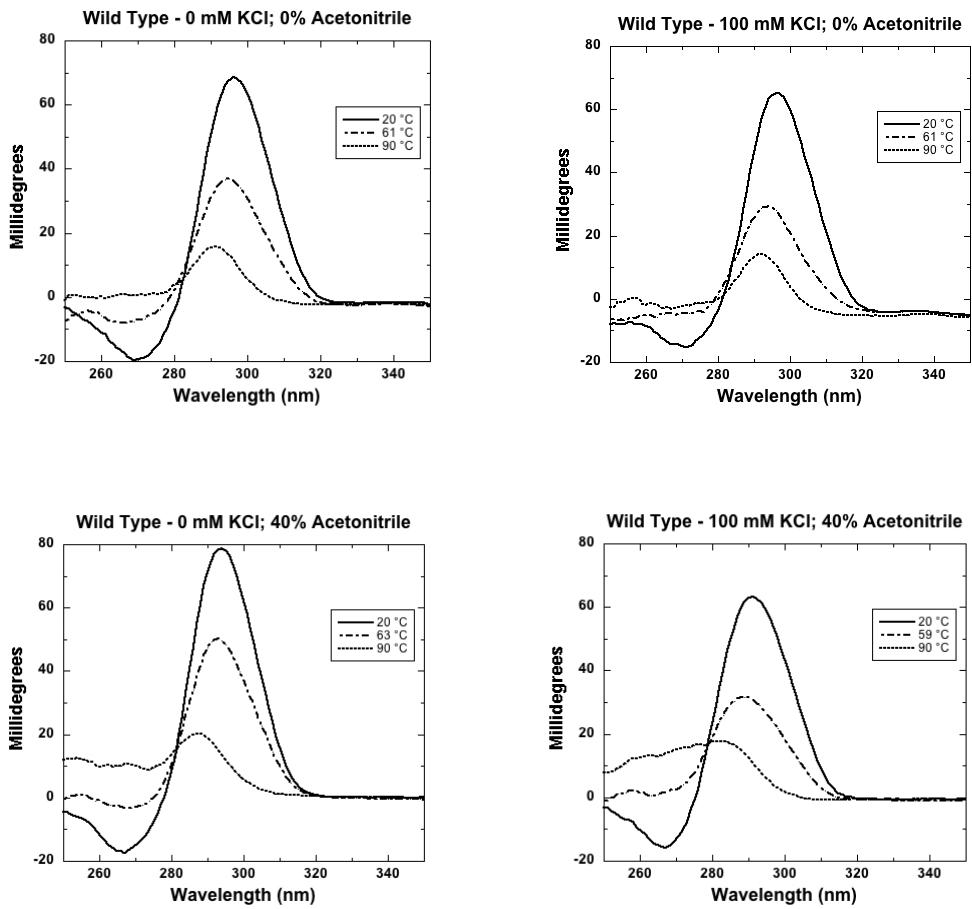 Wild Type - 0 mM KCl; 0% Acetonitrile
80
60
40
20
0
-20
Millidegrees
20 °C
61 °C
90 °C
260
280
300
320
340
Wavelength (nm)
Wild Type - 100 mM KCl; 0% Acetonitrile
80
60
40
20
0
-20
Millidegrees
20 °C
61 °C
90 °C
260
280
300
320
340
Wavelength (nm)
Wild Type - 0 mM KCl; 40% Acetonitrile
80
60
40
20
0
-20
Millidegrees
20 °C
63 °C
90 °C
260
280
300
320
340
Wavelength (nm)
Wild Type - 100 mM KCl; 40% Acetonitrile
80
60
40
20
0
-20
Millidegrees
20 °C
59 °C
90 °C
260
280
300
320
340
Wavelength (nm)